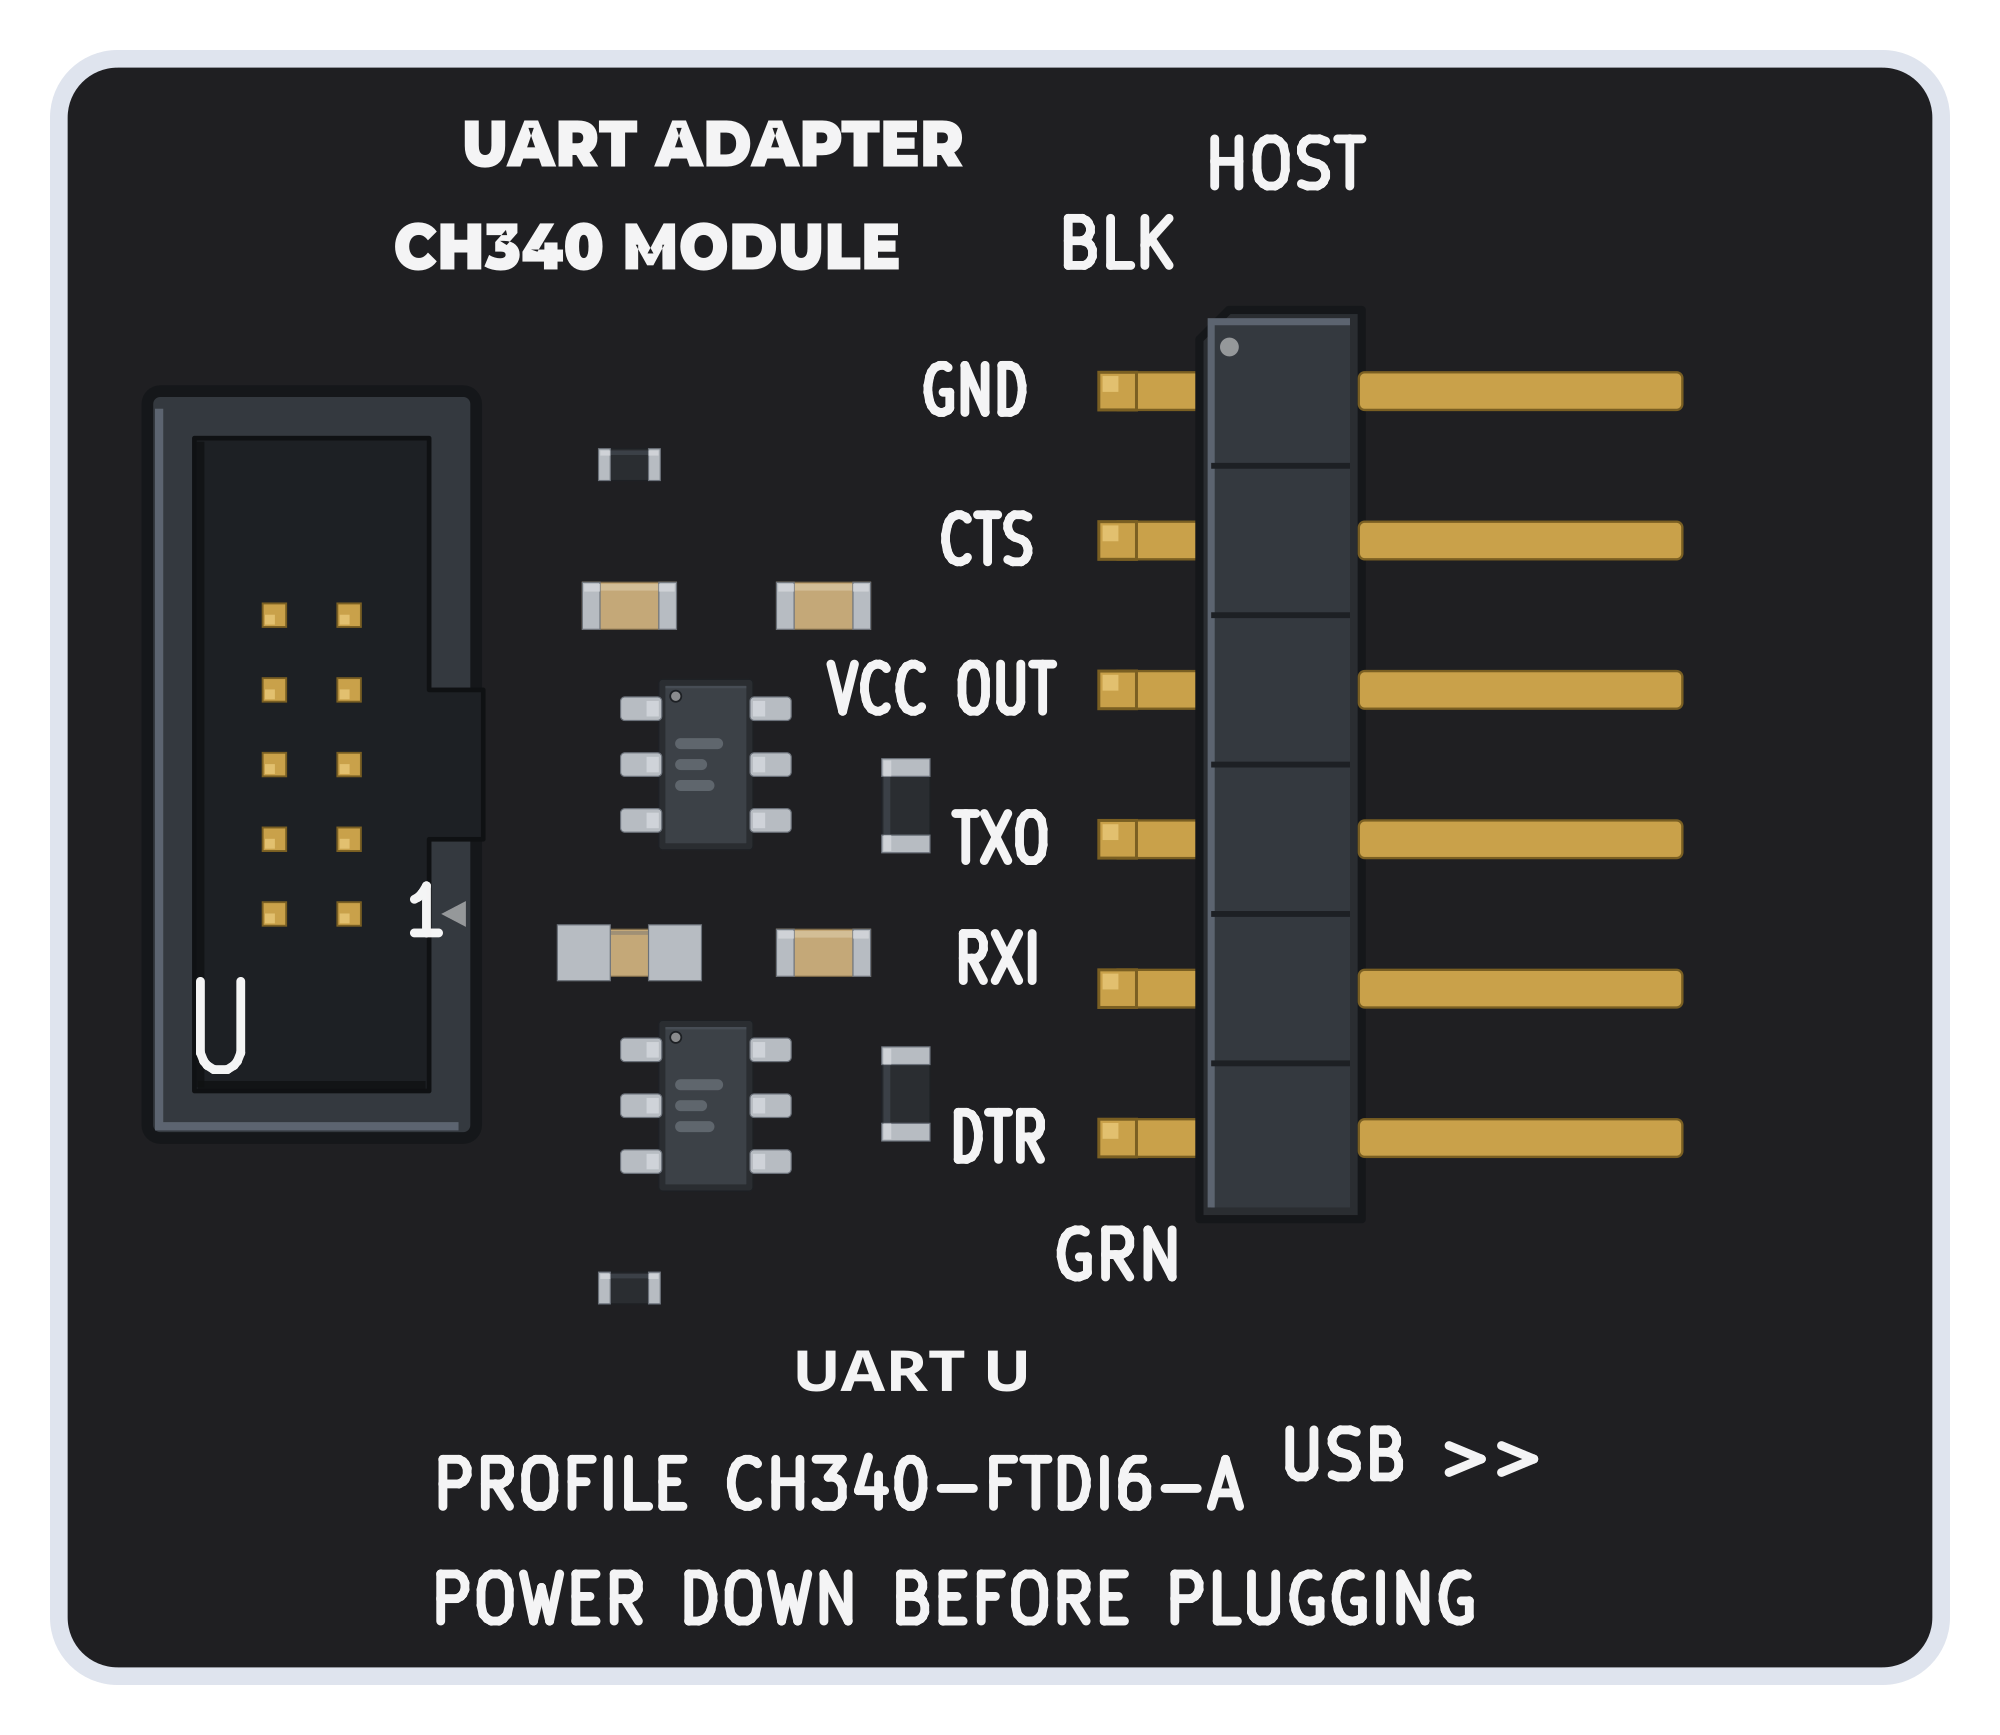 UART ADAPTER
HOST
CH340 MODULE
BLK
GND
CTS
VCC OUT
TXO
1
RXI
U
DTR
GRN
UART U
USB >>
PROFILE CH340-FTDI6-A
POWER DOWN BEFORE PLUGGING